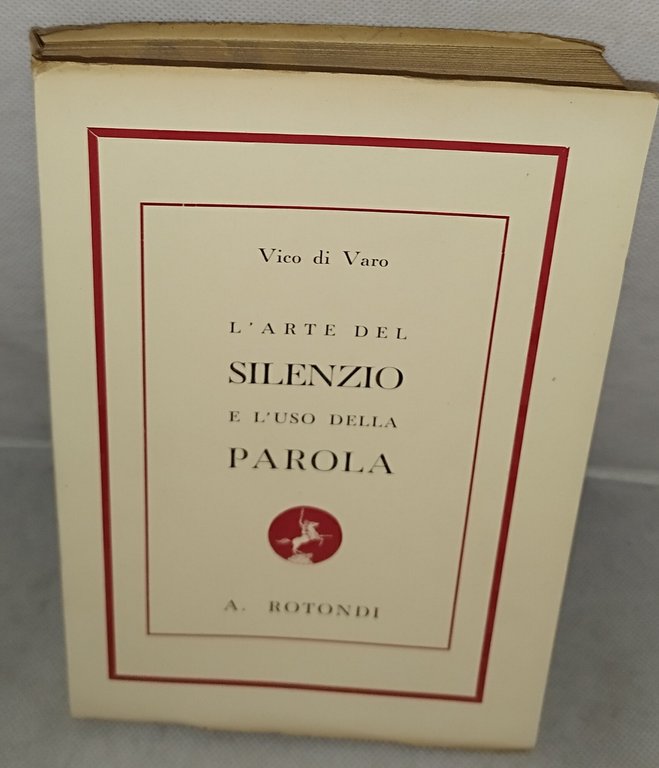 Vico di Varo
L'ARTE DEL
SILENZIO
E L'USO DELLA
PAROLA
A. ROTONDI